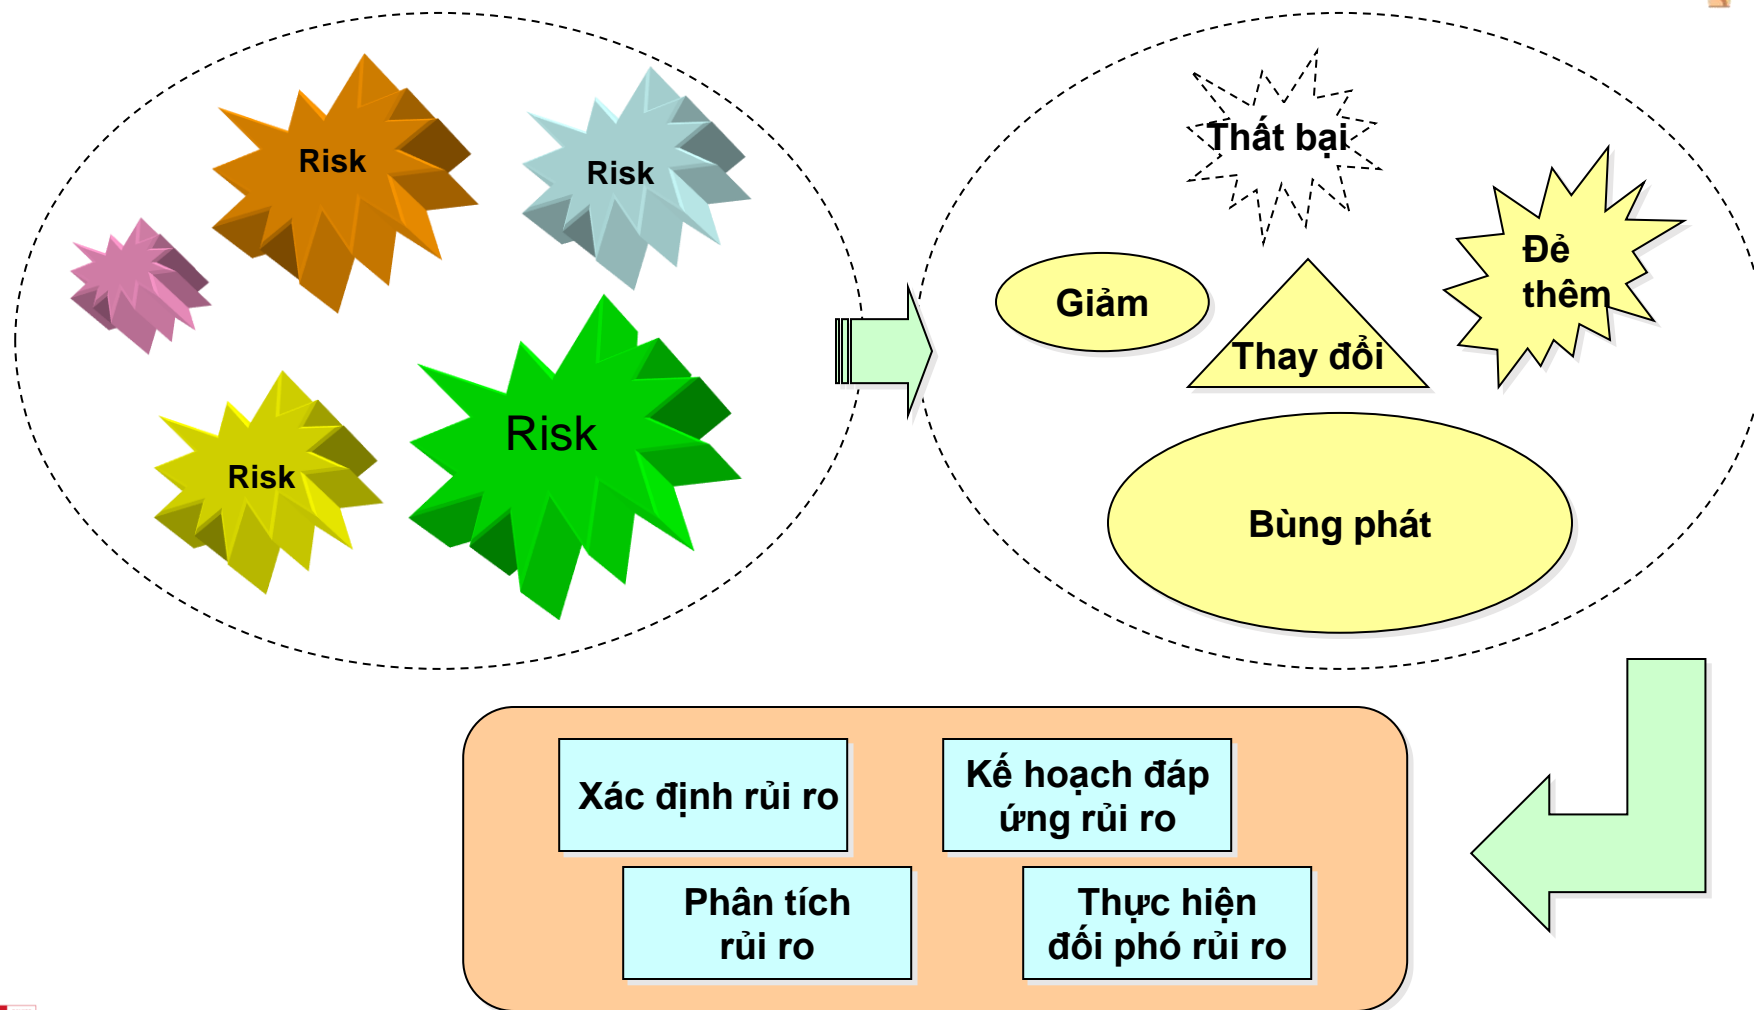 Risk
Risk
Risk
Risk
Thất bại
Đẻ
thêm
Giảm
Thay đổi
Bùng phát
Xác định rủi ro
Kế hoạch đáp
ứng rủi ro
Phân tích
rủi ro
Thực hiện
đối phó rủi ro